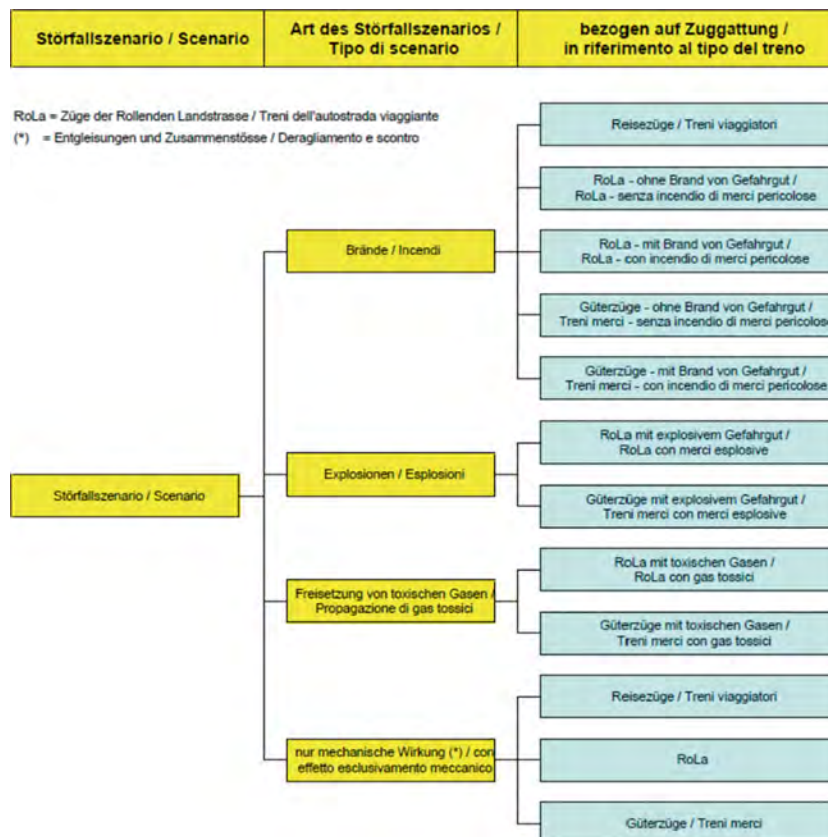 Störfallszenario / Scenario
Art des Störfallszenarios /
Tipo di scenario
bezogen auf Zuggattung /
in riferimento al tipo del treno
RoLa = Züge der Rollenden Landstrasse / Treni dell'autostrada viaggiante
(*) = Entgleisungen und Zusammenstösse / Deragliamento e scontro
Störfallszenario / Scenario
Brände / Incendi
Reisezüge / Treni viaggiatori
RoLa - ohne Brand von Gefahrgut /
RoLa - senza incendio di merci pericolose
RoLa - mit Brand von Gefahrgut /
RoLa - con incendio di merci pericolose
Güterzüge - ohne Brand von Gefahrgut /
Treni merci - senza incendio di merci pericolose
Güterzüge - mit Brand von Gefahrgut /
Treni merci - con incendio di merci pericolose
Explosionen / Esplosioni
RoLa mit explosivem Gefahrgut /
RoLa con merci esplosive
Güterzüge mit explosivem Gefahrgut /
Treni merci con merci esplosive
Freisetzung von toxischen Gasen /
Propagazione di gas tossici
RoLa mit toxischen Gasen /
RoLa con gas tossici
Güterzüge mit toxischen Gasen /
Treni merci con gas tossici
nur mechanische Wirkung (*) / con
effetto esclusivamento meccanico
Reisezüge / Treni viaggiatori
RoLa
Güterzüge / Treni merci